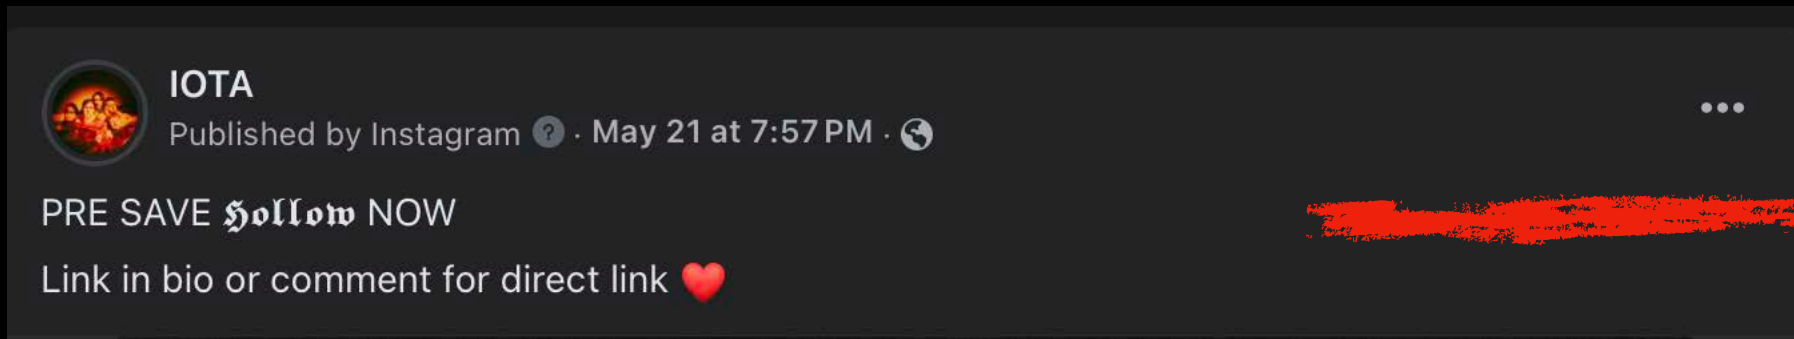 IOTA
Published by Instagram ? · May 21 at 7:57 PM ·
PRE SAVE 𝕳𝖔𝖑𝖑𝖔𝖜 NOW
Link in bio or comment for direct link ❤️